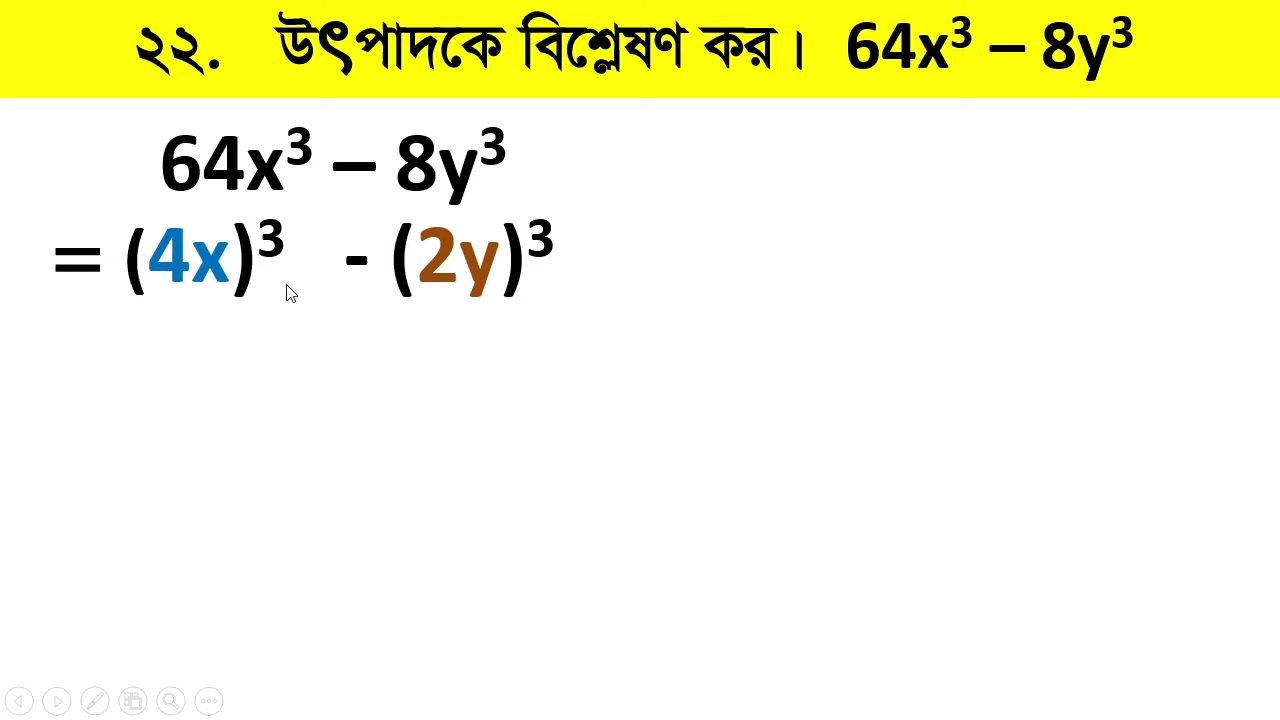 ২২. উৎপাদকে বিশ্লেষণ কর। 64x³ – 8y³
64x³ – 8y³
= (4x)³ - (2y)³